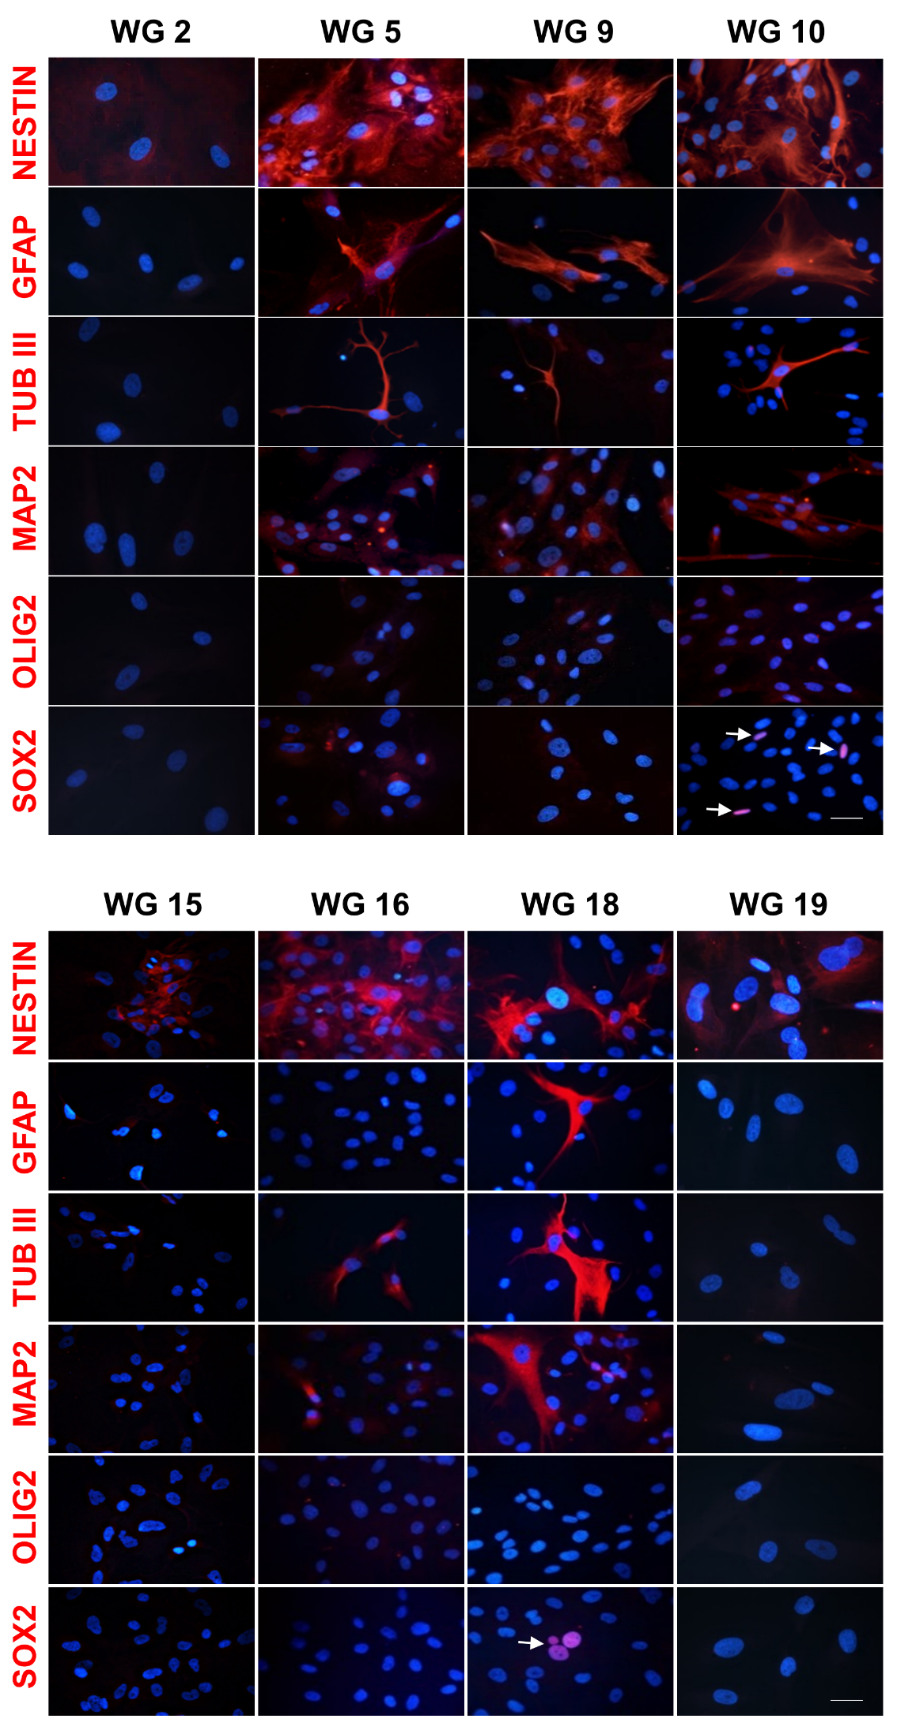 WG 2 WG 5 WG 9 WG 10
NESTIN
GFAP
TUB III
MAP2
OLIG2
SOX2
WG 15 WG 16 WG 18 WG 19
NESTIN
GFAP
TUB III
MAP2
OLIG2
SOX2